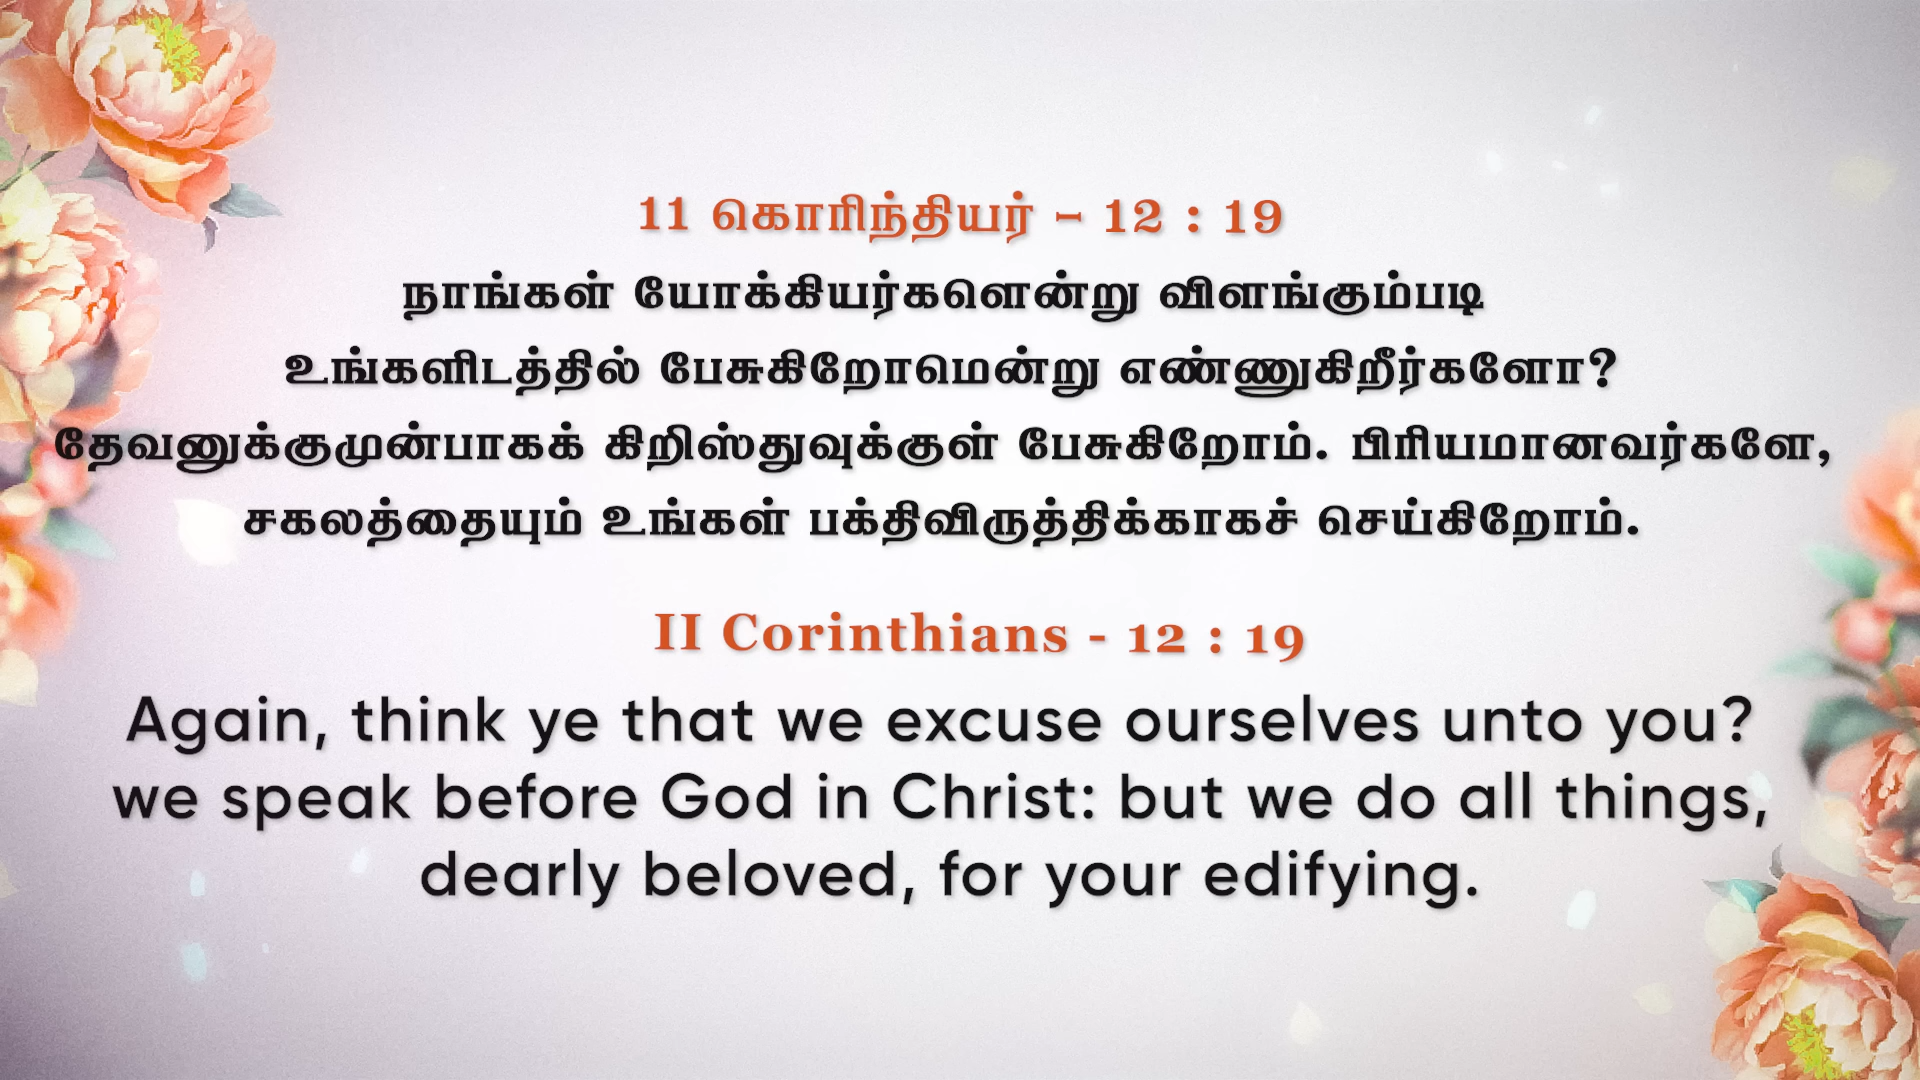 11 கொரிந்தியர் - 12 : 19
நாங்கள் யோக்கியர்களென்று விளங்கும்படி
உங்களிடத்தில் பேசுகிறோமென்று எண்ணுகிறீர்களோ?
தேவனுக்குமுன்பாகக் கிறிஸ்துவுக்குள் பேசுகிறோம். பிரியமானவர்களே,
சகலத்தையும் உங்கள் பக்திவிருத்திக்காகச் செய்கிறோம்.
II Corinthians - 12 : 19
Again, think ye that we excuse ourselves unto you?
we speak before God in Christ: but we do all things,
dearly beloved, for your edifying.